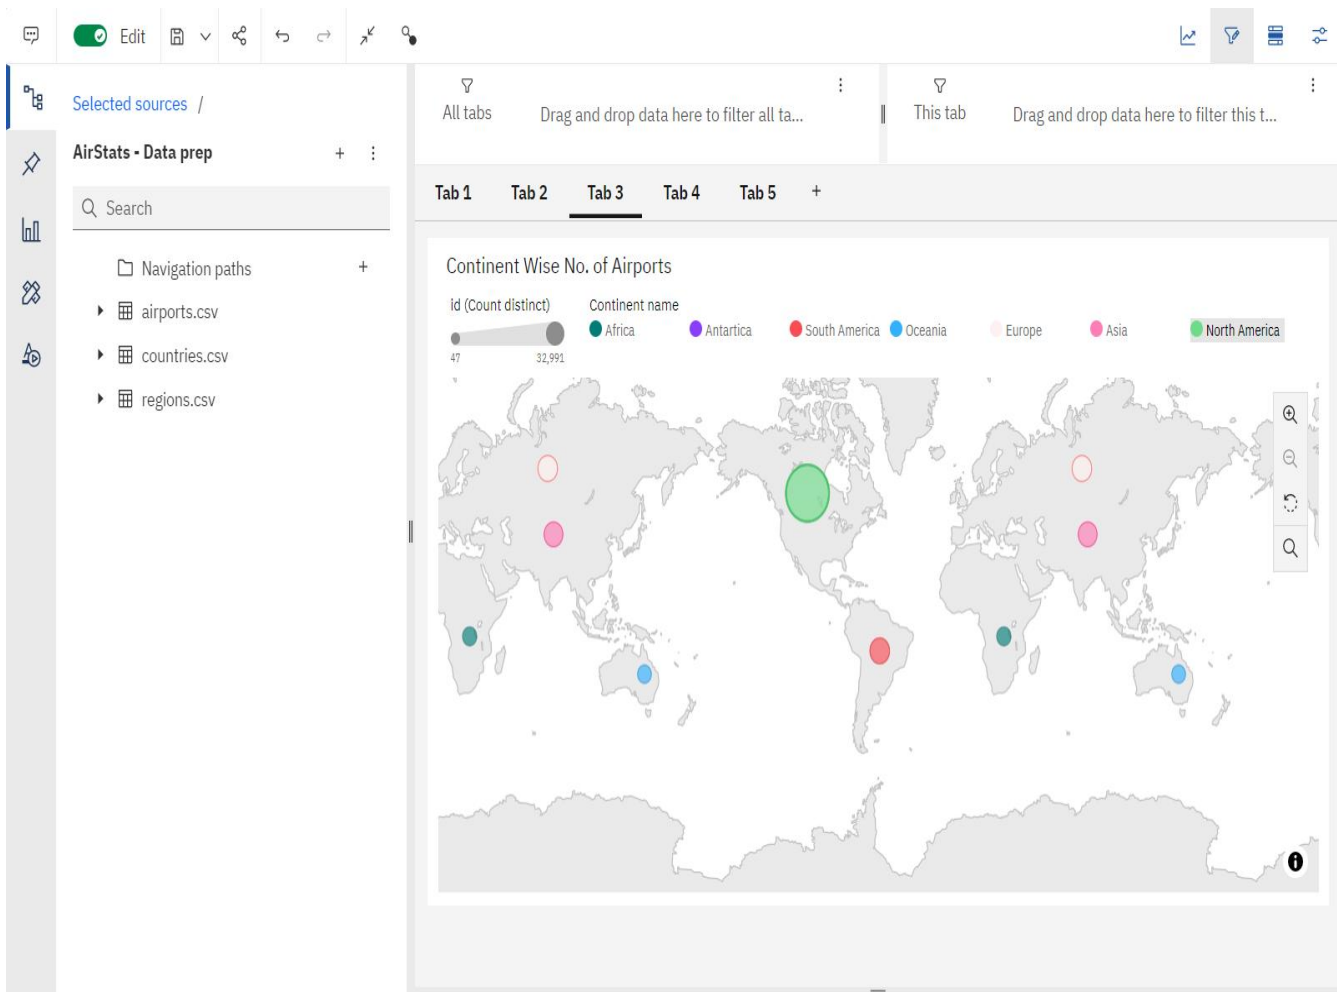 Edit
Selected sources /
AirStats - Data prep
Search
Navigation paths
airports.csv
countries.csv
regions.csv
All tabs
Drag and drop data here to filter all ta...
This tab
Drag and drop data here to filter this t...
Tab 1 Tab 2 Tab 3 Tab 4 Tab 5 +
Continent Wise No. of Airports
id (Count distinct)
47 32,991
Continent name
Africa Antartica South America Oceania Europe Asia North America